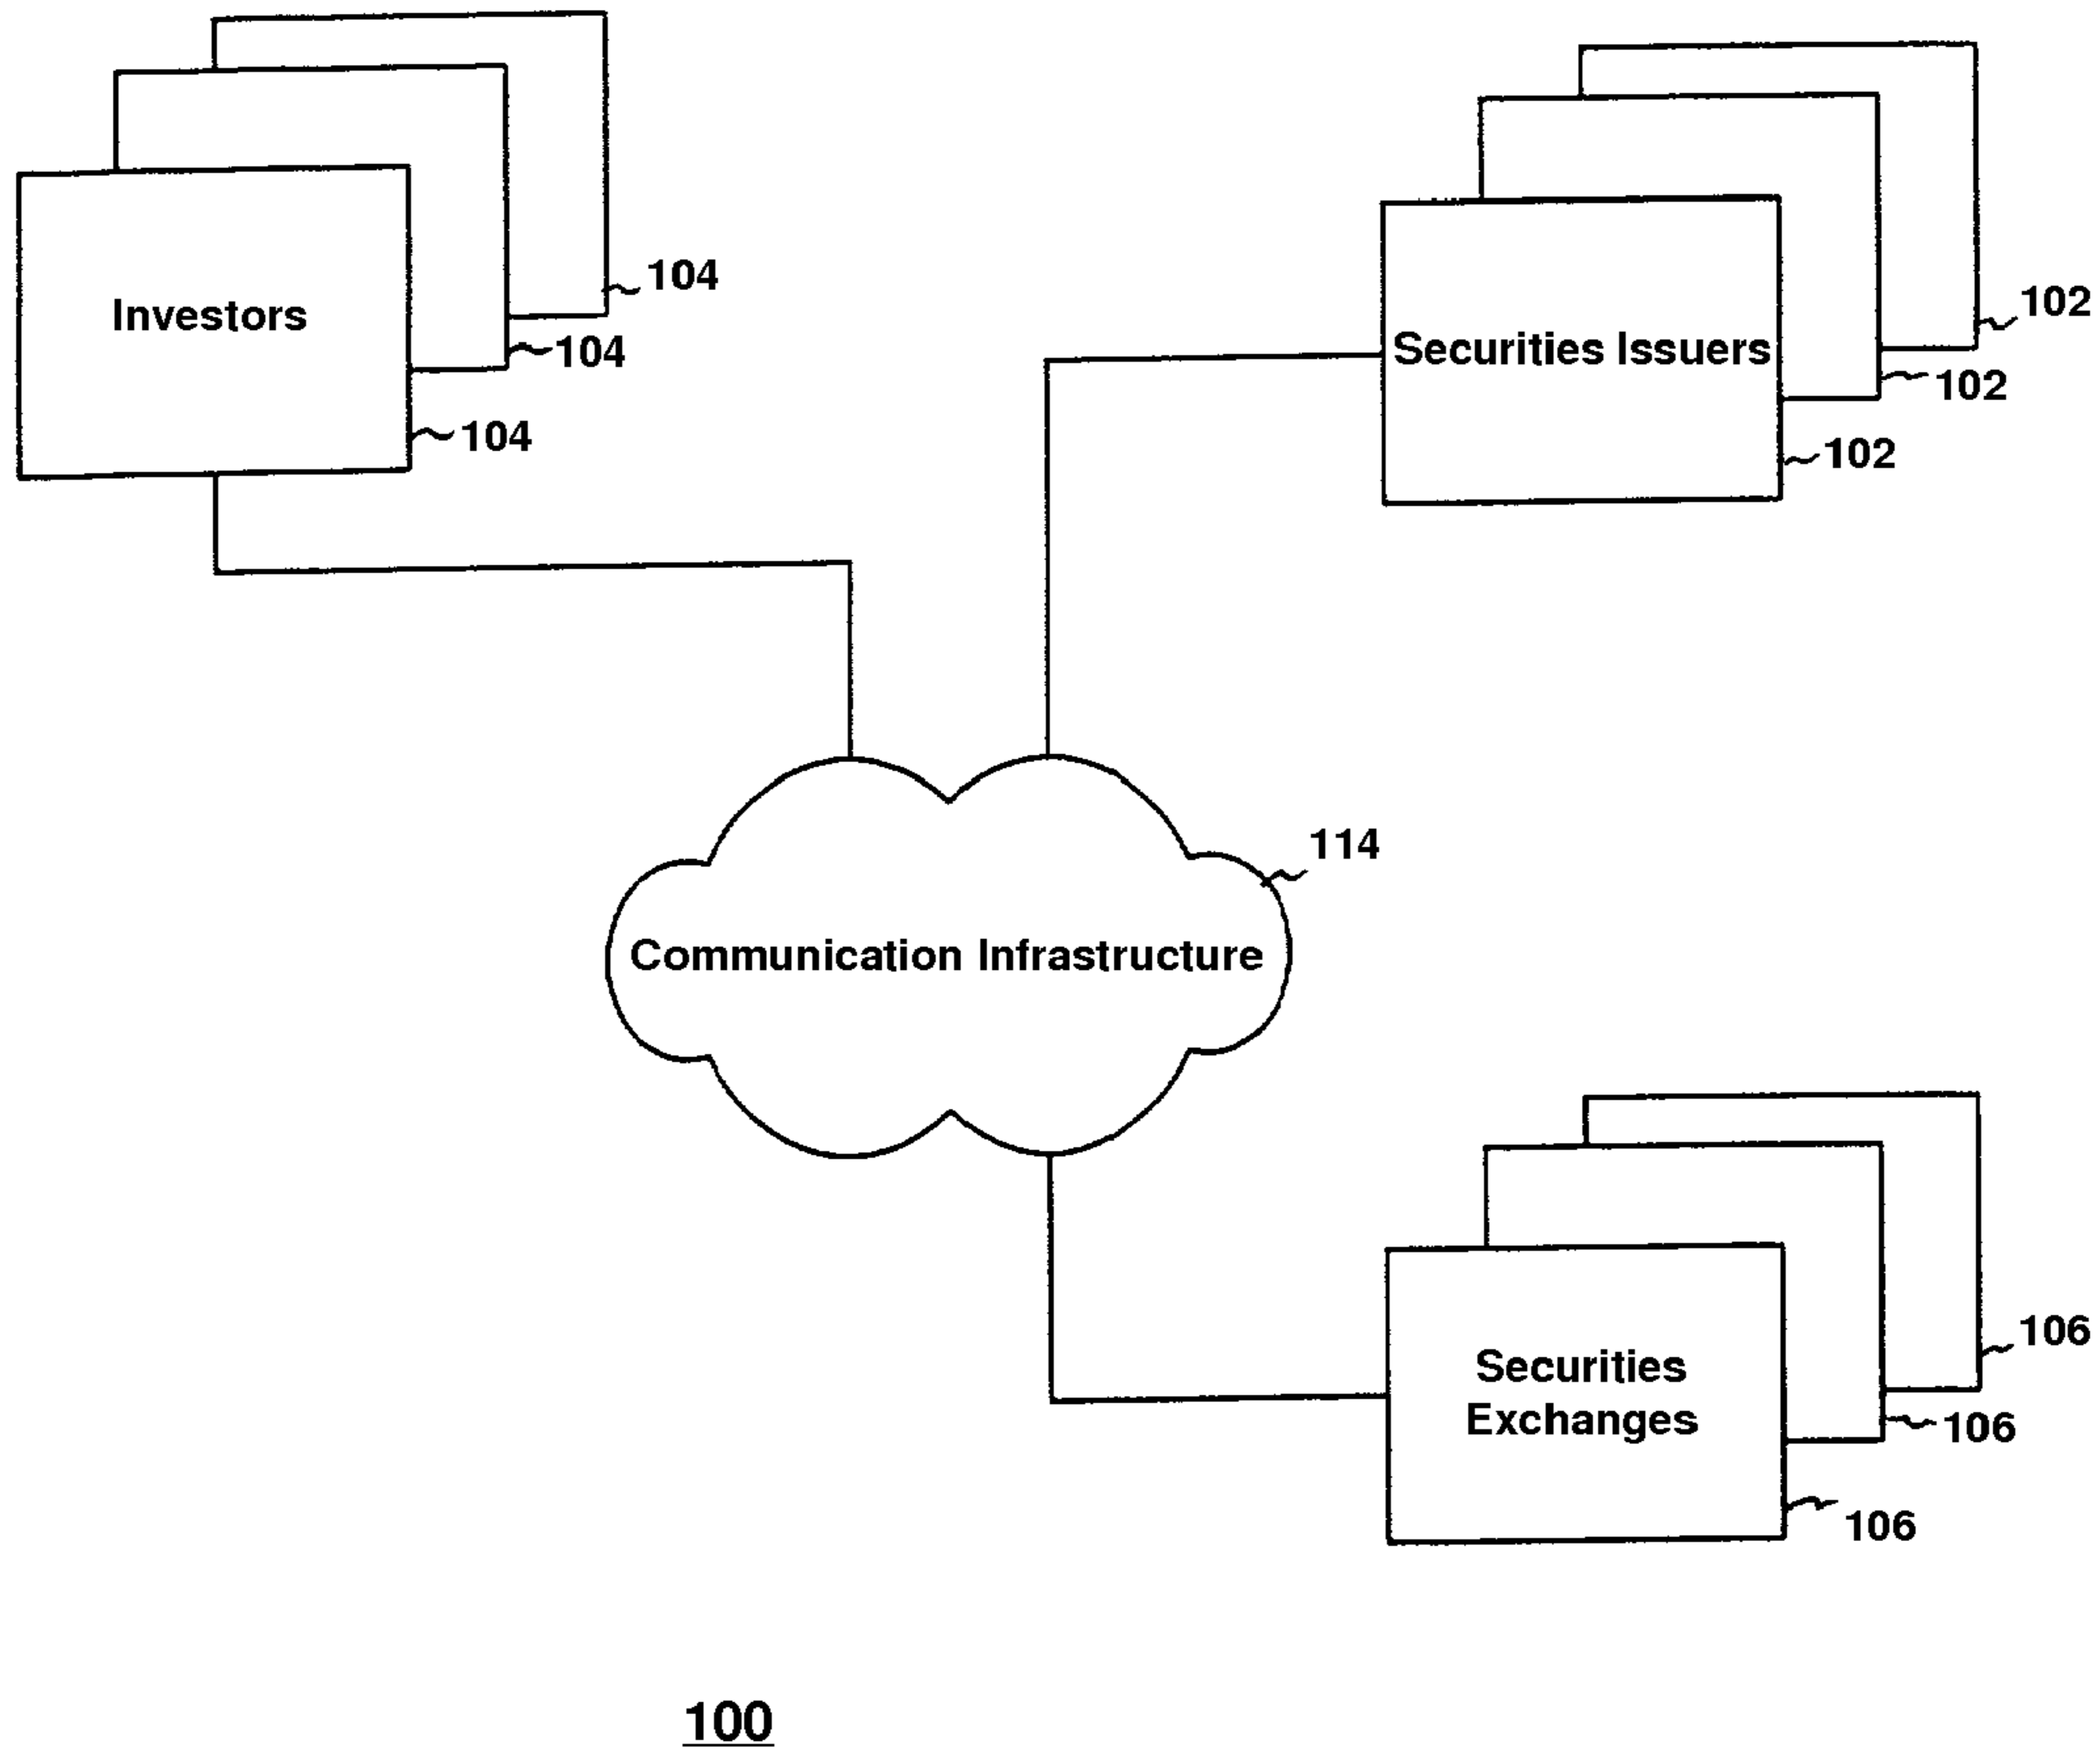 Investors
104
104
104
Securities Issuers
102
102
102
114
Communication Infrastructure
Securities
Exchanges
106
106
106
100